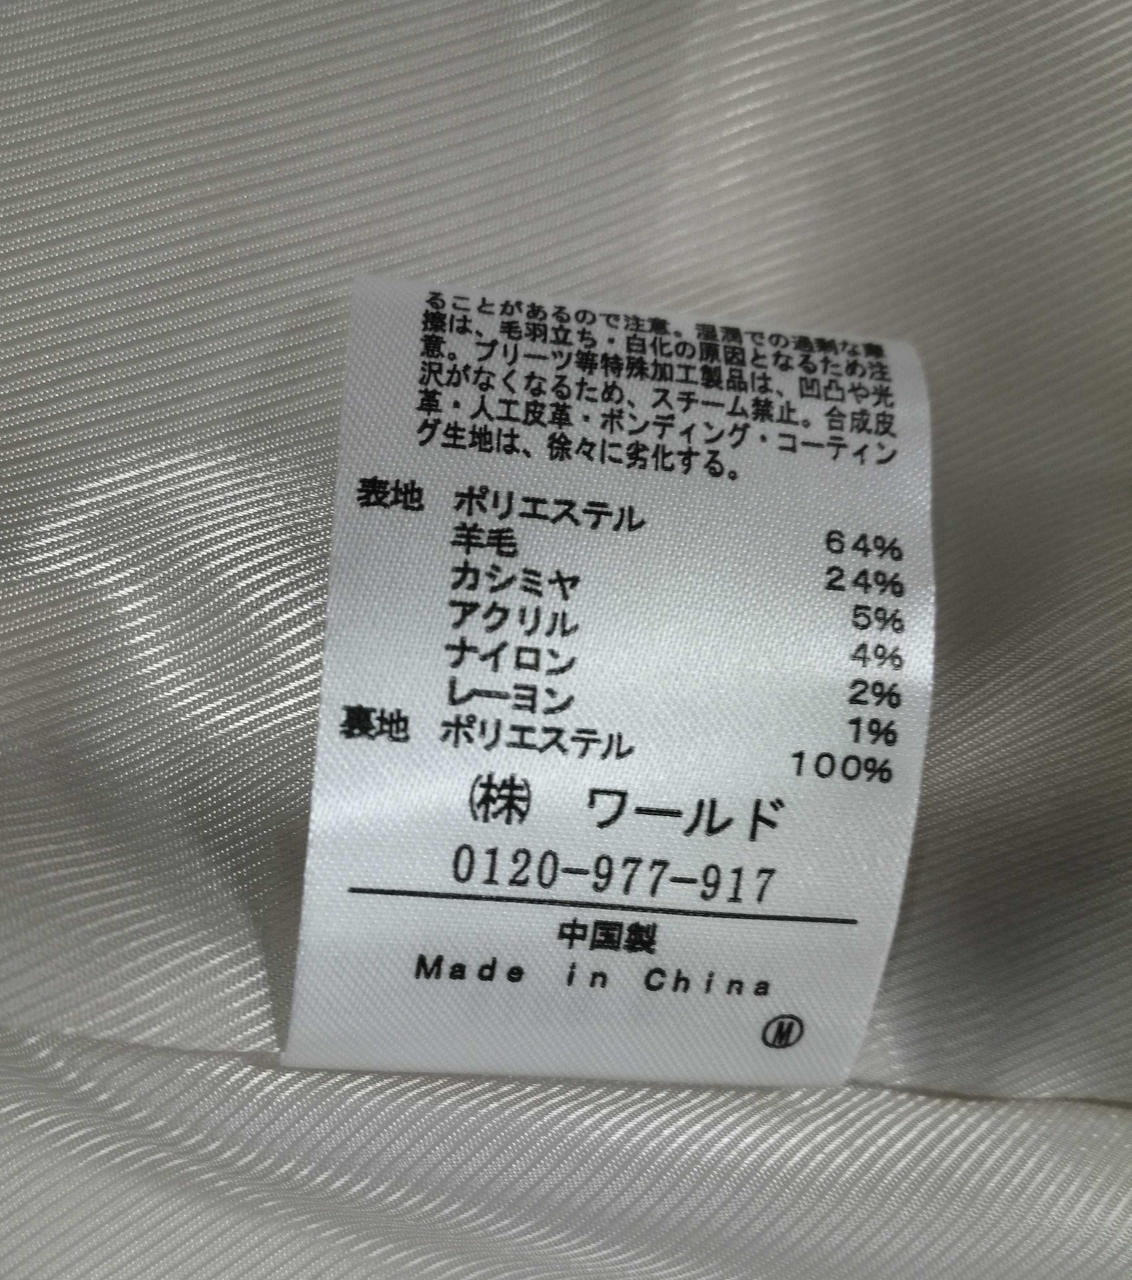 ることがあるので注意。湿潤での過剰な摩
擦は、毛羽立ち・白化の原因となるため注
意。プリーツ等特殊加工製品は、凹凸や光
沢がなくなるため、スチーム禁止。合成皮
革・人工皮革・ボンディング・コーティン
グ生地は、徐々に劣化する。
表地 ポリエステル 64%
羊毛 24%
カシミヤ 5%
アクリル 4%
ナイロン 2%
レーヨン 1%
裏地 ポリエステル 100%
㈱ ワールド
0120-977-917
中国製
Made in China
Ⓜ